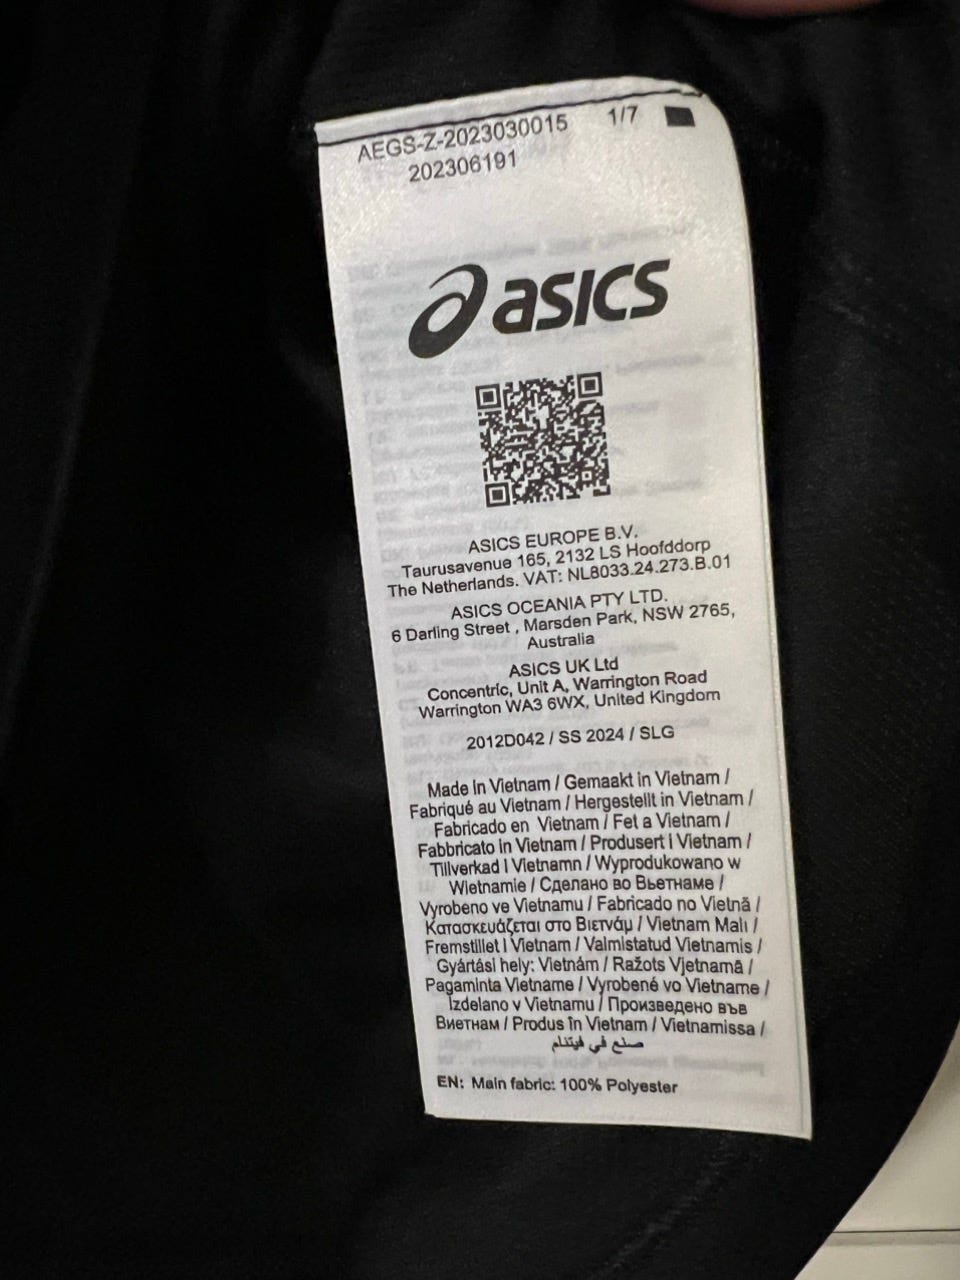 AEGS-Z-2023030015 1/7
202306191
asics
ASICS EUROPE B.V.
Taurusavenue 165, 2132 LS Hoofddorp
The Netherlands. VAT: NL8033.24.273.B.01
ASICS OCEANIA PTY LTD.
6 Darling Street , Marsden Park, NSW 2765,
Australia
ASICS UK Ltd
Concentric, Unit A, Warrington Road
Warrington WA3 6WX, United Kingdom
2012D042 / SS 2024 / SLG
Made in Vietnam / Gemaakt in Vietnam /
Fabriqué au Vietnam / Hergestellt in Vietnam /
Fabricado en Vietnam / Fet a Vietnam /
Fabbricato in Vietnam / Produsert i Vietnam /
Tillverkad I Vietnamn / Wyprodukowano w
Wietnamie / Сделано во Вьетнаме /
Vyrobeno ve Vietnamu / Fabricado no Vietnã /
Κατασκευάζεται στο Βιετνάμ / Vietnam Malı /
Fremstillet i Vietnam / Valmistatud Vietnamis /
Gyártási hely: Vietnám / Ražots Vjetnamā /
Pagaminta Vietname / Vyrobené vo Vietname /
Izdelano v Vietnamu / Произведено във
Виетнам / Produs în Vietnam / Vietnamissa /
صنع في فيتنام
EN: Main fabric: 100% Polyester